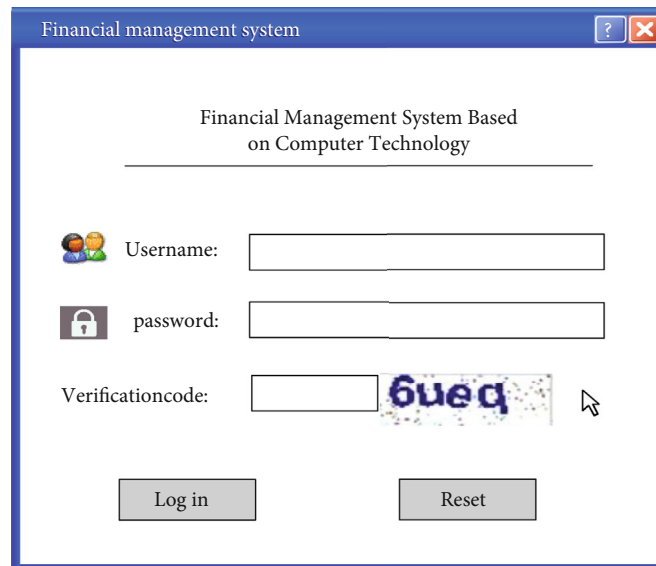 Financial management system
?
Financial Management System Based
on Computer Technology
Username:
password:
Verificationcode:
6ueq
Log in
Reset